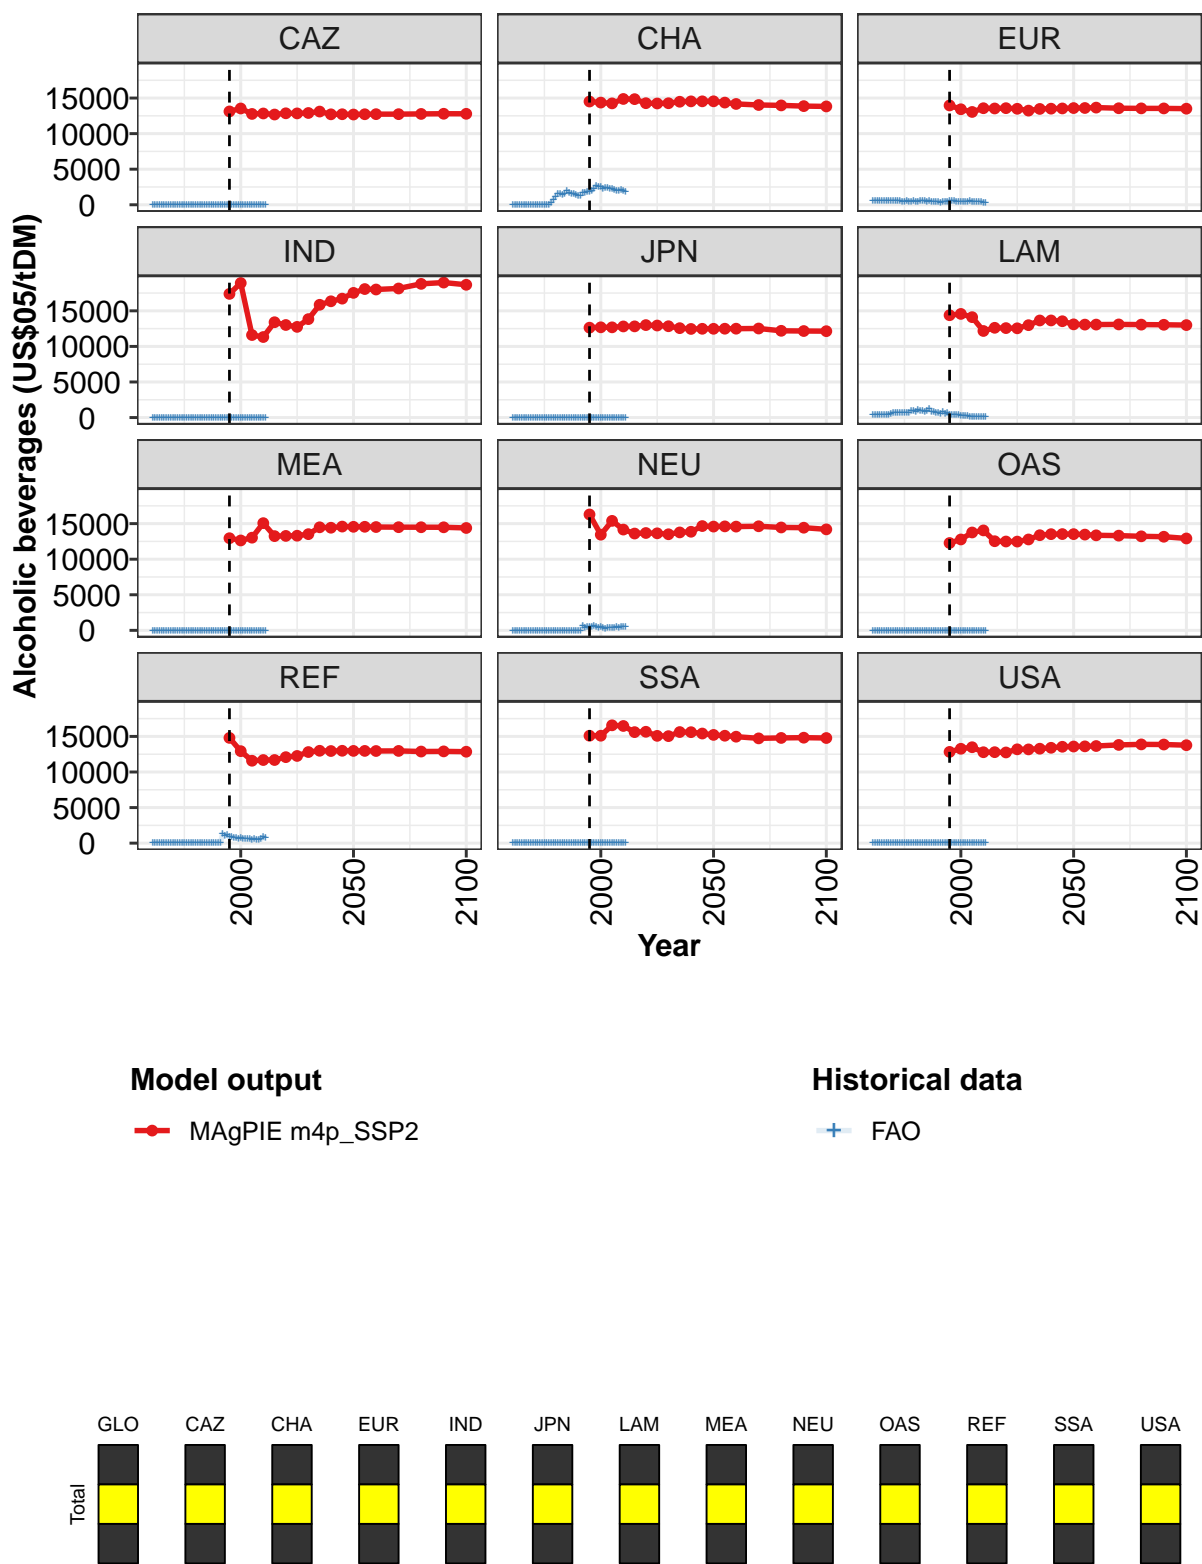 CAZ CHA EUR
15000
10000
5000
0
IND JPN LAM
15000
10000
5000
0
MEA NEU OAS
15000
10000
5000
0
REF SSA USA
15000
10000
5000
0
Alcoholic beverages (US$05/tDM)
2000 2050 2100 2000 2050 2100 2000 2050 2100
Year
Model output Historical data
MAgPIE m4p_SSP2 FAO
GLO CAZ CHA EUR IND JPN LAM MEA NEU OAS REF SSA USA
Total